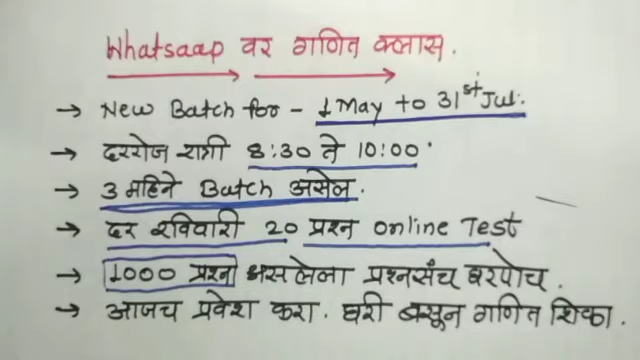 Whatsaap वर गणित क्लास.
→ New Batch for - 1 May to 31st Jul.
→ दररोज रात्री 8:30 ते 10:00
→ 3 महिने Batch असेल.
→ दर रविवारी 20 प्रश्न online Test
→ 1000 प्रश्न असलेला प्रश्नसंच घरपोच.
→ आजच प्रवेश करा. घरी बसून गणित शिका.